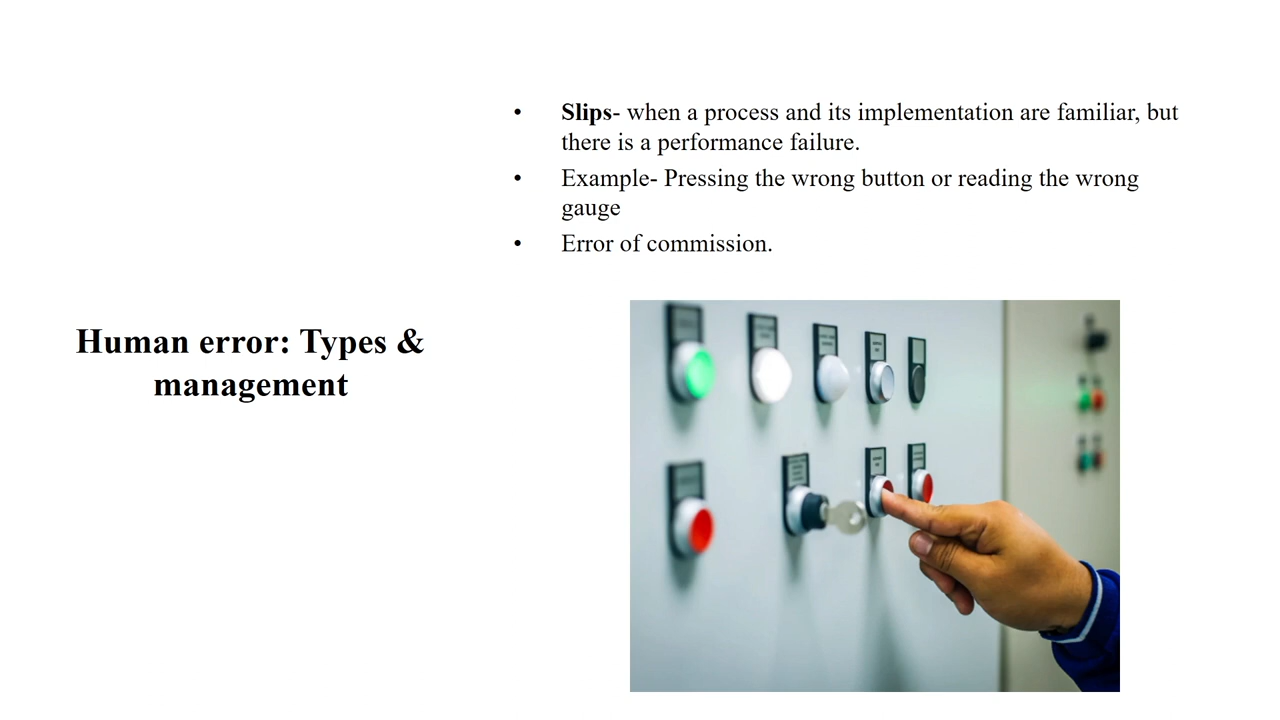 Human error: Types &
management
• Slips- when a process and its implementation are familiar, but
there is a performance failure.
• Example- Pressing the wrong button or reading the wrong
gauge
• Error of commission.